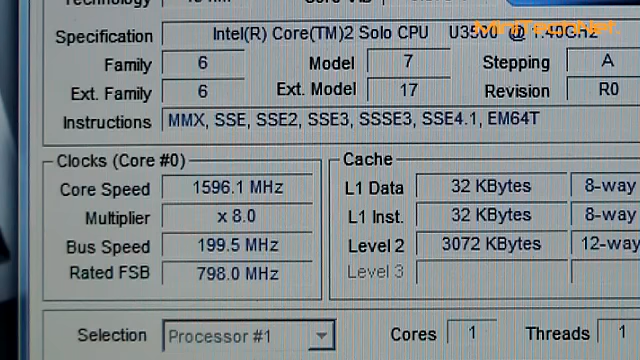 Technology
Specification Intel(R) Core(TM)2 Solo CPU U3500 @ 1.40GHz
MiniTechNet
Family 6 Model 7 Stepping A
Ext. Family 6 Ext. Model 17 Revision R0
Instructions MMX, SSE, SSE2, SSE3, SSSE3, SSE4.1, EM64T
Clocks (Core #0) Cache
Core Speed 1596.1 MHz L1 Data 32 KBytes 8-way
Multiplier x 8.0 L1 Inst. 32 KBytes 8-way
Bus Speed 199.5 MHz Level 2 3072 KBytes 12-way
Rated FSB 798.0 MHz Level 3
Selection Processor #1 Cores 1 Threads 1